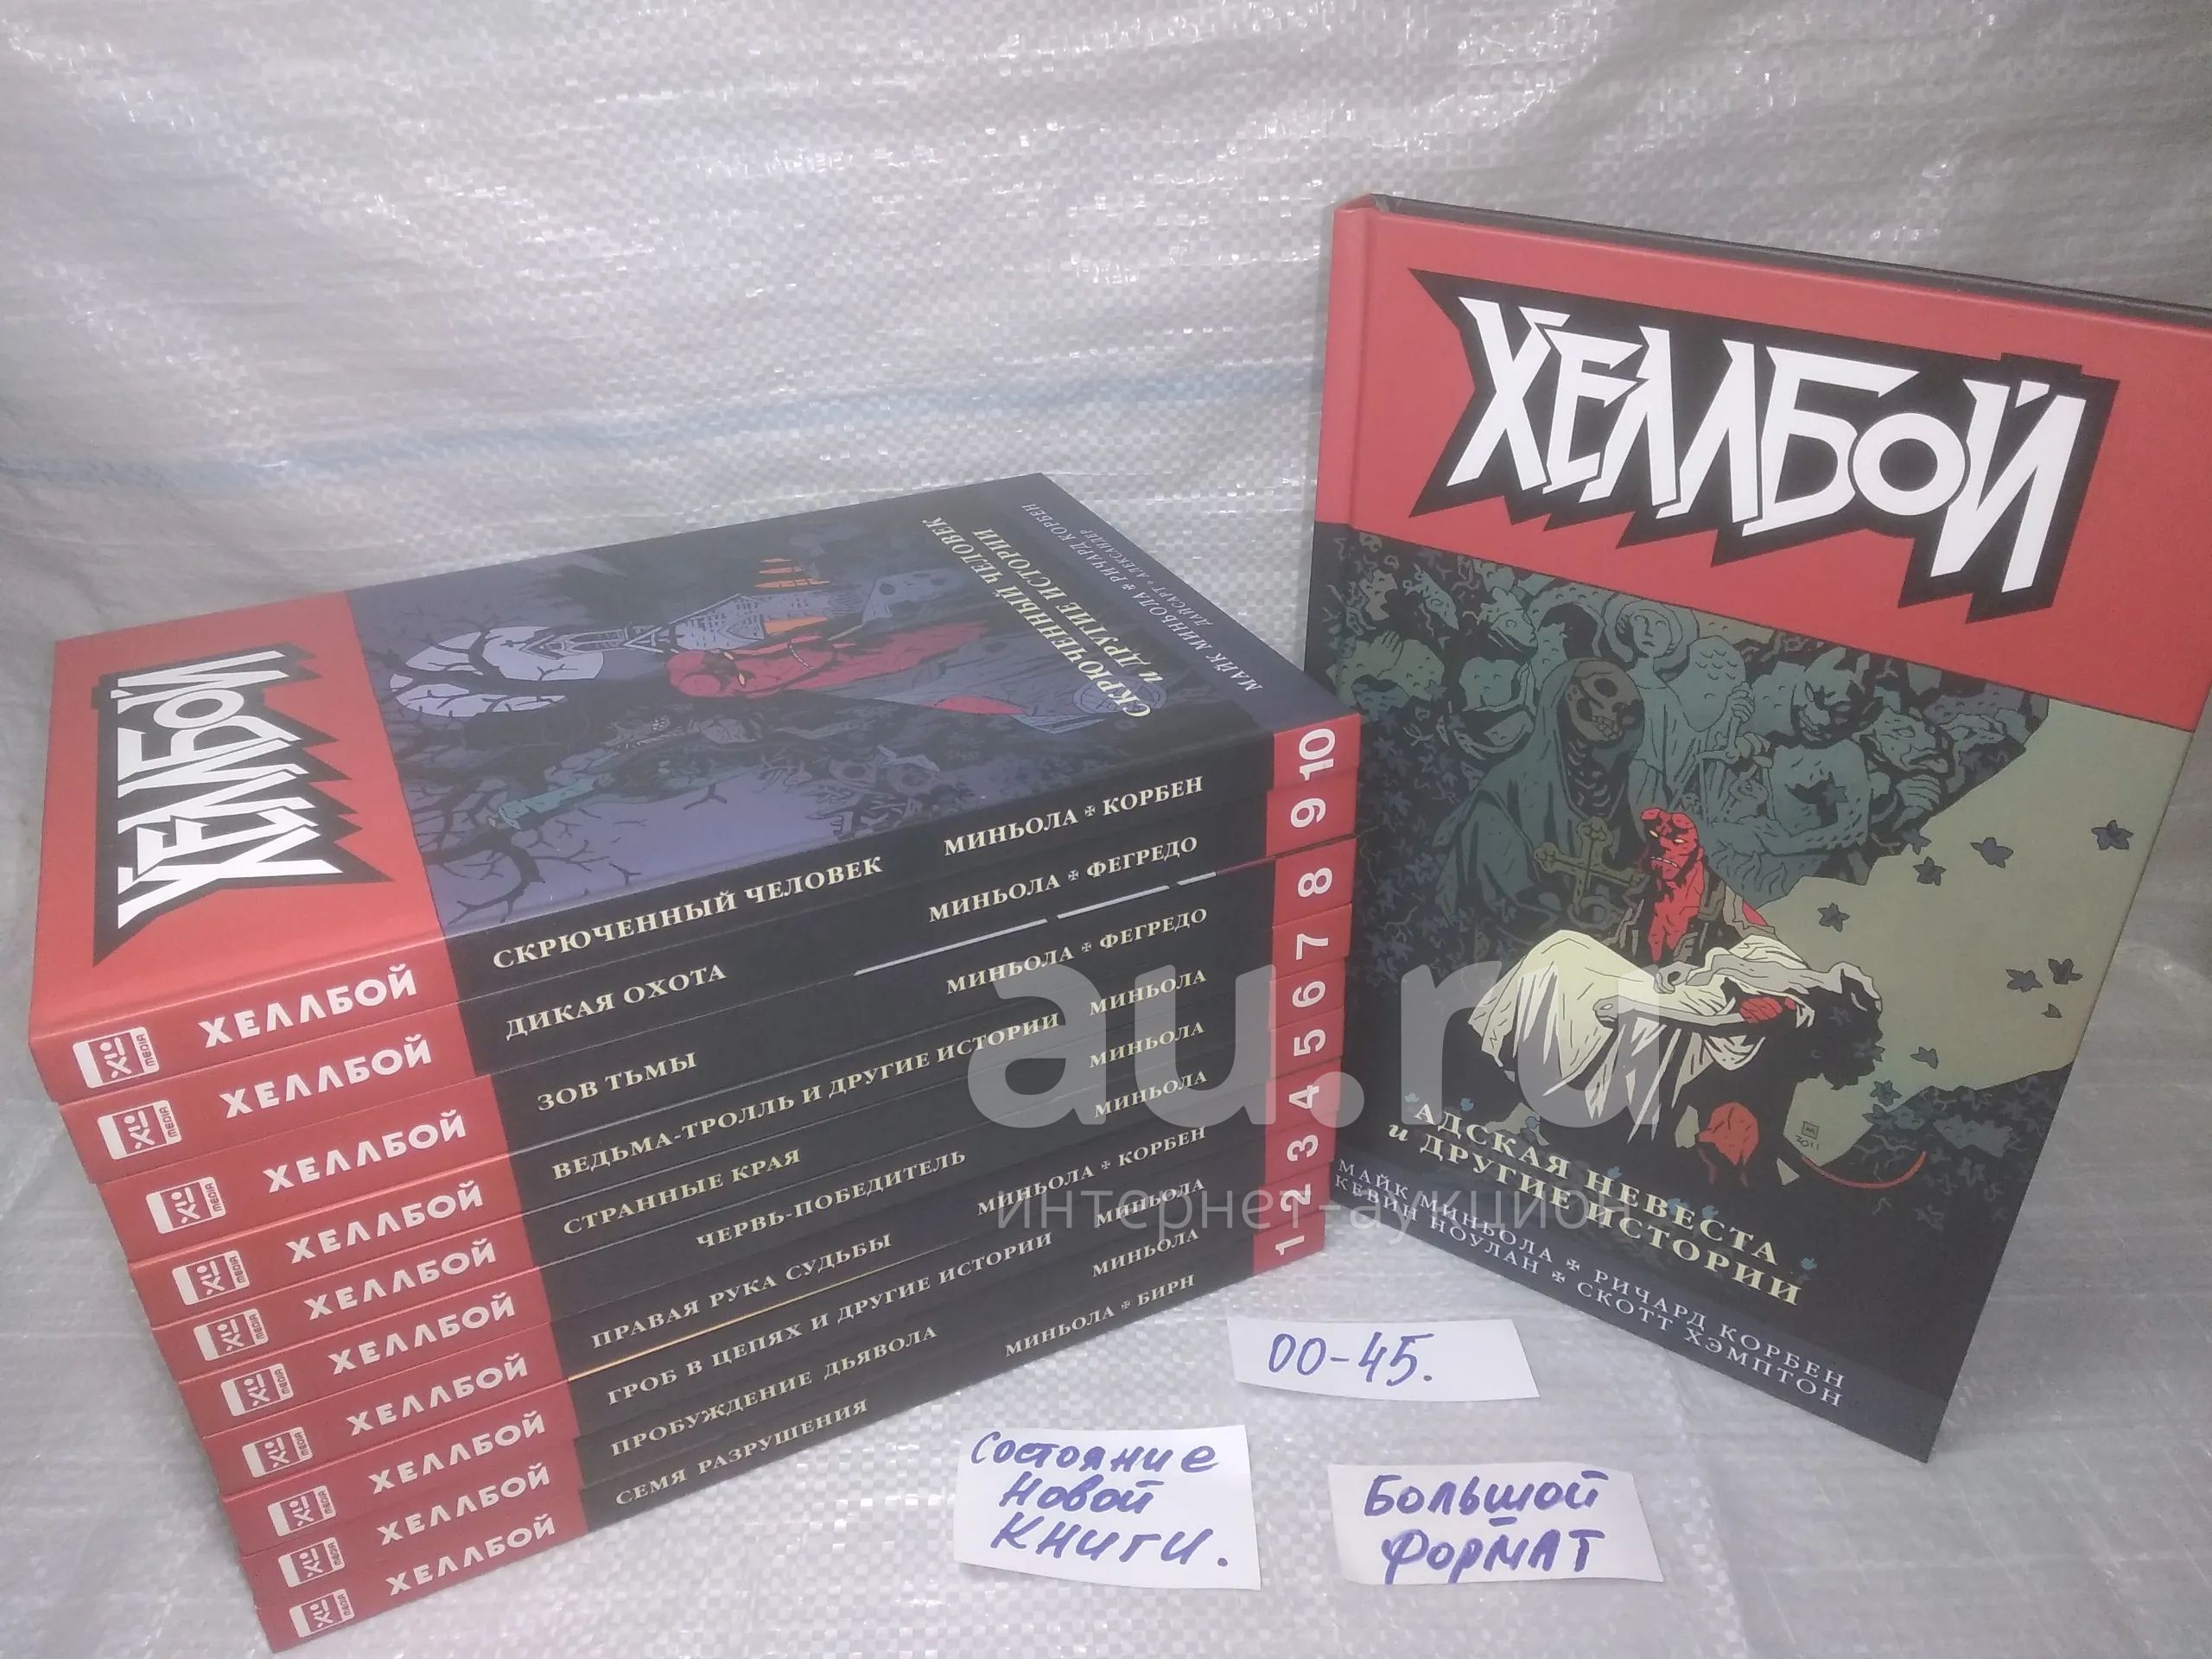 ХЕЛЛБОЙ
СКРЮЧЕННЫЙ ЧЕЛОВЕК
И ДРУГИЕ ИСТОРИИ
МАЙК МИНЬОЛА ✠ РИЧАРД КОРБЕН
ХЕЛЛБОЙ СКРЮЧЕННЫЙ ЧЕЛОВЕК МИНЬОЛА ✠ КОРБЕН 10
ХЕЛЛБОЙ ДИКАЯ ОХОТА МИНЬОЛА ✠ ФЕГРЕДО 9
ХЕЛЛБОЙ ЗОВ ТЬМЫ МИНЬОЛА ✠ ФЕГРЕДО 8
ХЕЛЛБОЙ ВЕДЬМА-ТРОЛЛЬ И ДРУГИЕ ИСТОРИИ МИНЬОЛА 7
ХЕЛЛБОЙ СТРАННЫЕ КРАЯ МИНЬОЛА 6
ХЕЛЛБОЙ ЧЕРВЬ-ПОБЕДИТЕЛЬ МИНЬОЛА 5
ХЕЛЛБОЙ ПРАВАЯ РУКА СУДЬБЫ МИНЬОЛА ✠ КОРБЕН 4
ХЕЛЛБОЙ ГРОБ В ЦЕПЯХ И ДРУГИЕ ИСТОРИИ МИНЬОЛА 3
ХЕЛЛБОЙ ПРОБУЖДЕНИЕ ДЬЯВОЛА МИНЬОЛА 2
ХЕЛЛБОЙ СЕМЯ РАЗРУШЕНИЯ МИНЬОЛА ✠ БИРН 1
ХЕЛЛБОЙ
АДСКАЯ НЕВЕСТА
И ДРУГИЕ ИСТОРИИ
МАЙК МИНЬОЛА ✠ РИЧАРД КОРБЕН
КЕВИН НОУЛАН ✠ СКОТТ ХЭМПТОН
2011
au.ru
интернет-аукцион
00-45.
Состояние
Новой
КНИГИ.
БОЛЬШОЙ
ФОРМАТ